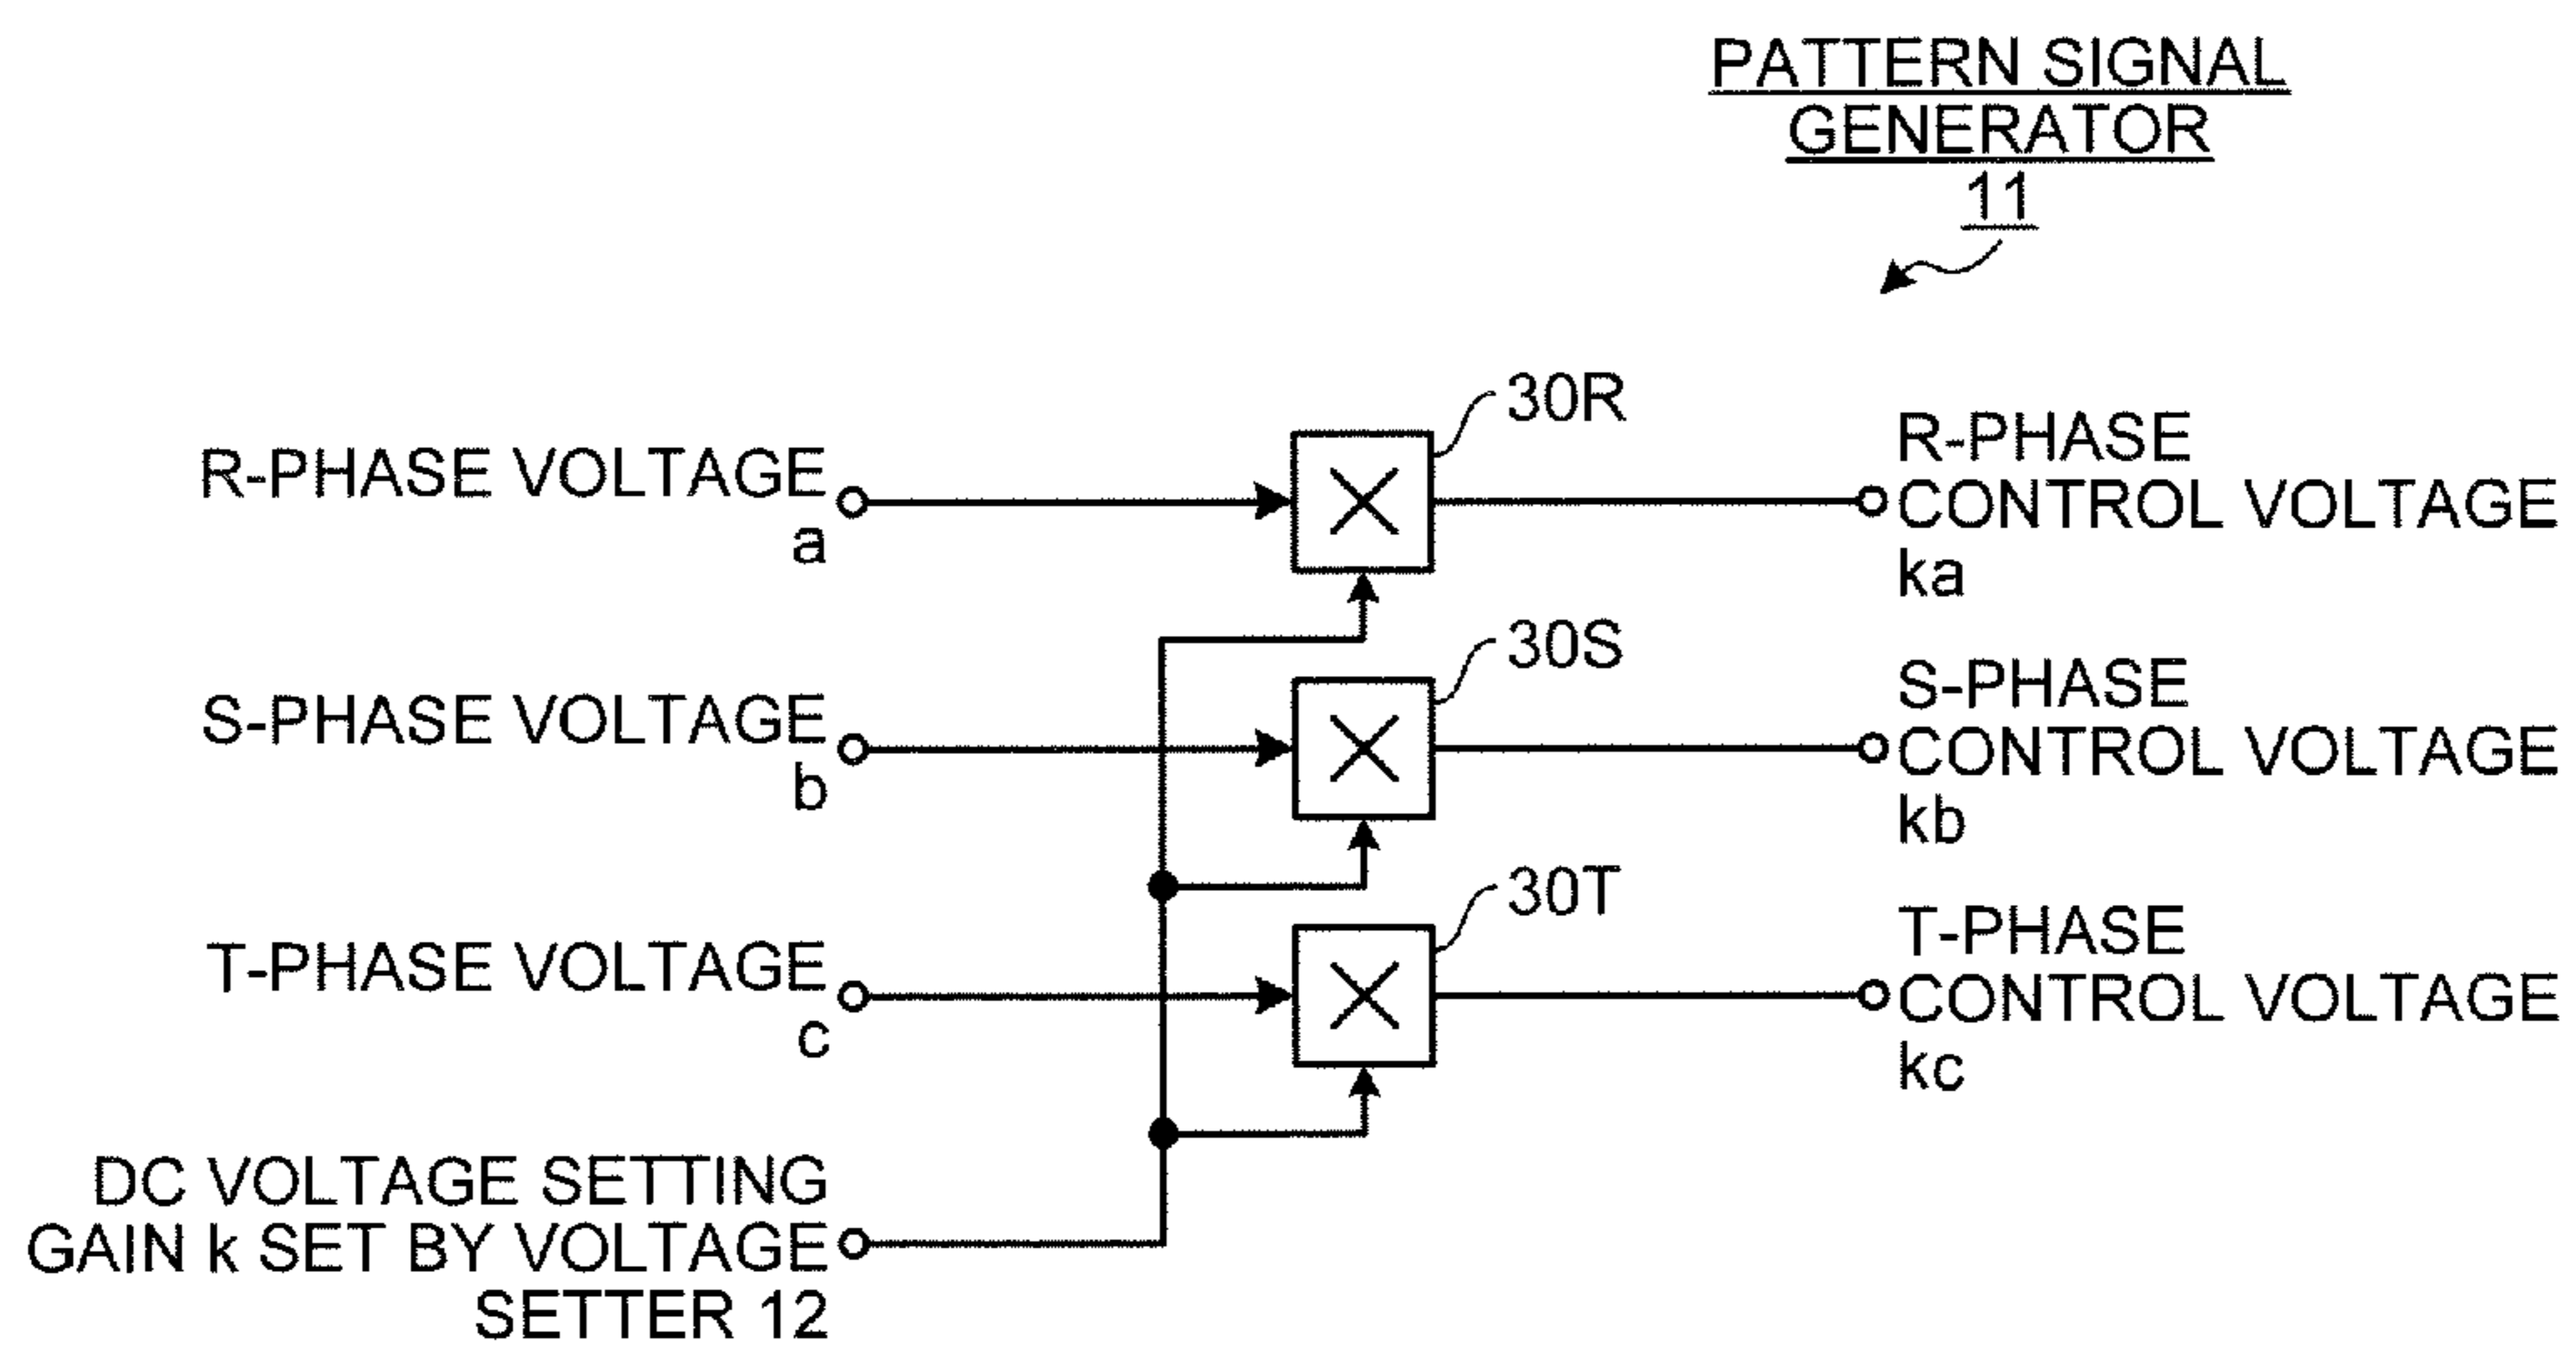 PATTERN SIGNAL
GENERATOR
11
30R
R-PHASE VOLTAGE
a
R-PHASE
CONTROL VOLTAGE
ka
30S
S-PHASE VOLTAGE
b
S-PHASE
CONTROL VOLTAGE
kb
30T
T-PHASE VOLTAGE
c
T-PHASE
CONTROL VOLTAGE
kc
DC VOLTAGE SETTING
GAIN k SET BY VOLTAGE
SETTER 12